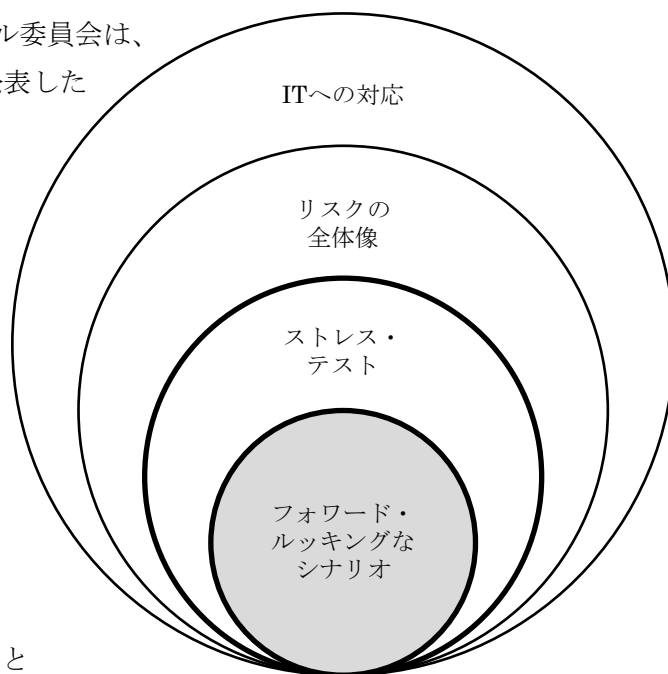 ル委員会は、
表した
ITへの対応
リスクの
全体像
ストレス・
テスト
フォワード・
ルッキングな
シナリオ
と